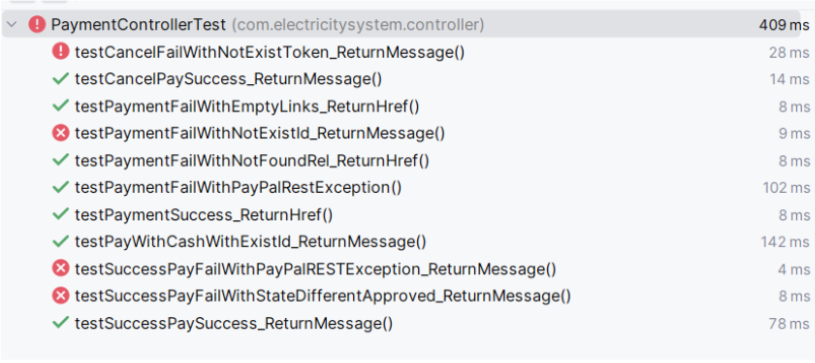 PaymentControllerTest (com.electricitysystem.controller) 409 ms
testCancelFailWithNotExistToken_ReturnMessage() 28 ms
testCancelPaySuccess_ReturnMessage() 14 ms
testPaymentFailWithEmptyLinks_ReturnHref() 8 ms
testPaymentFailWithNotExistId_ReturnMessage() 9 ms
testPaymentFailWithNotFoundRel_ReturnHref() 8 ms
testPaymentFailWithPayPalRestException() 102 ms
testPaymentSuccess_ReturnHref() 8 ms
testPayWithCashWithExistId_ReturnMessage() 142 ms
testSuccessPayFailWithPayPalRESTException_ReturnMessage() 4 ms
testSuccessPayFailWithStateDifferentApproved_ReturnMessage() 8 ms
testSuccessPaySuccess_ReturnMessage() 78 ms